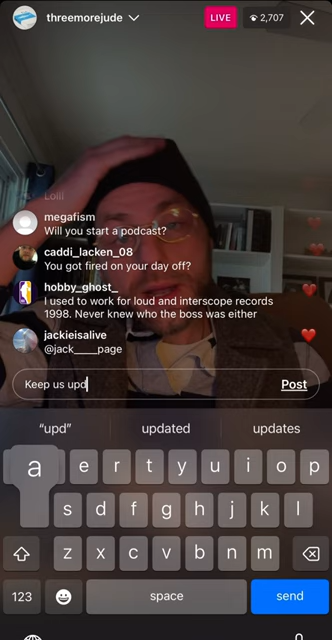 threemorejude
LIVE
2,707
Lolli
megafism
Will you start a podcast?
caddi_lacken_08
You got fired on your day off?
hobby_ghost_
I used to work for loud and interscope records
1998. Never knew who the boss was either
jackieisalive
@jack____page
Keep us upd
Post
“upd”
updated
updates
a
e r t y u i o p
s d f g h j k l
z x c v b n m
123
space
send